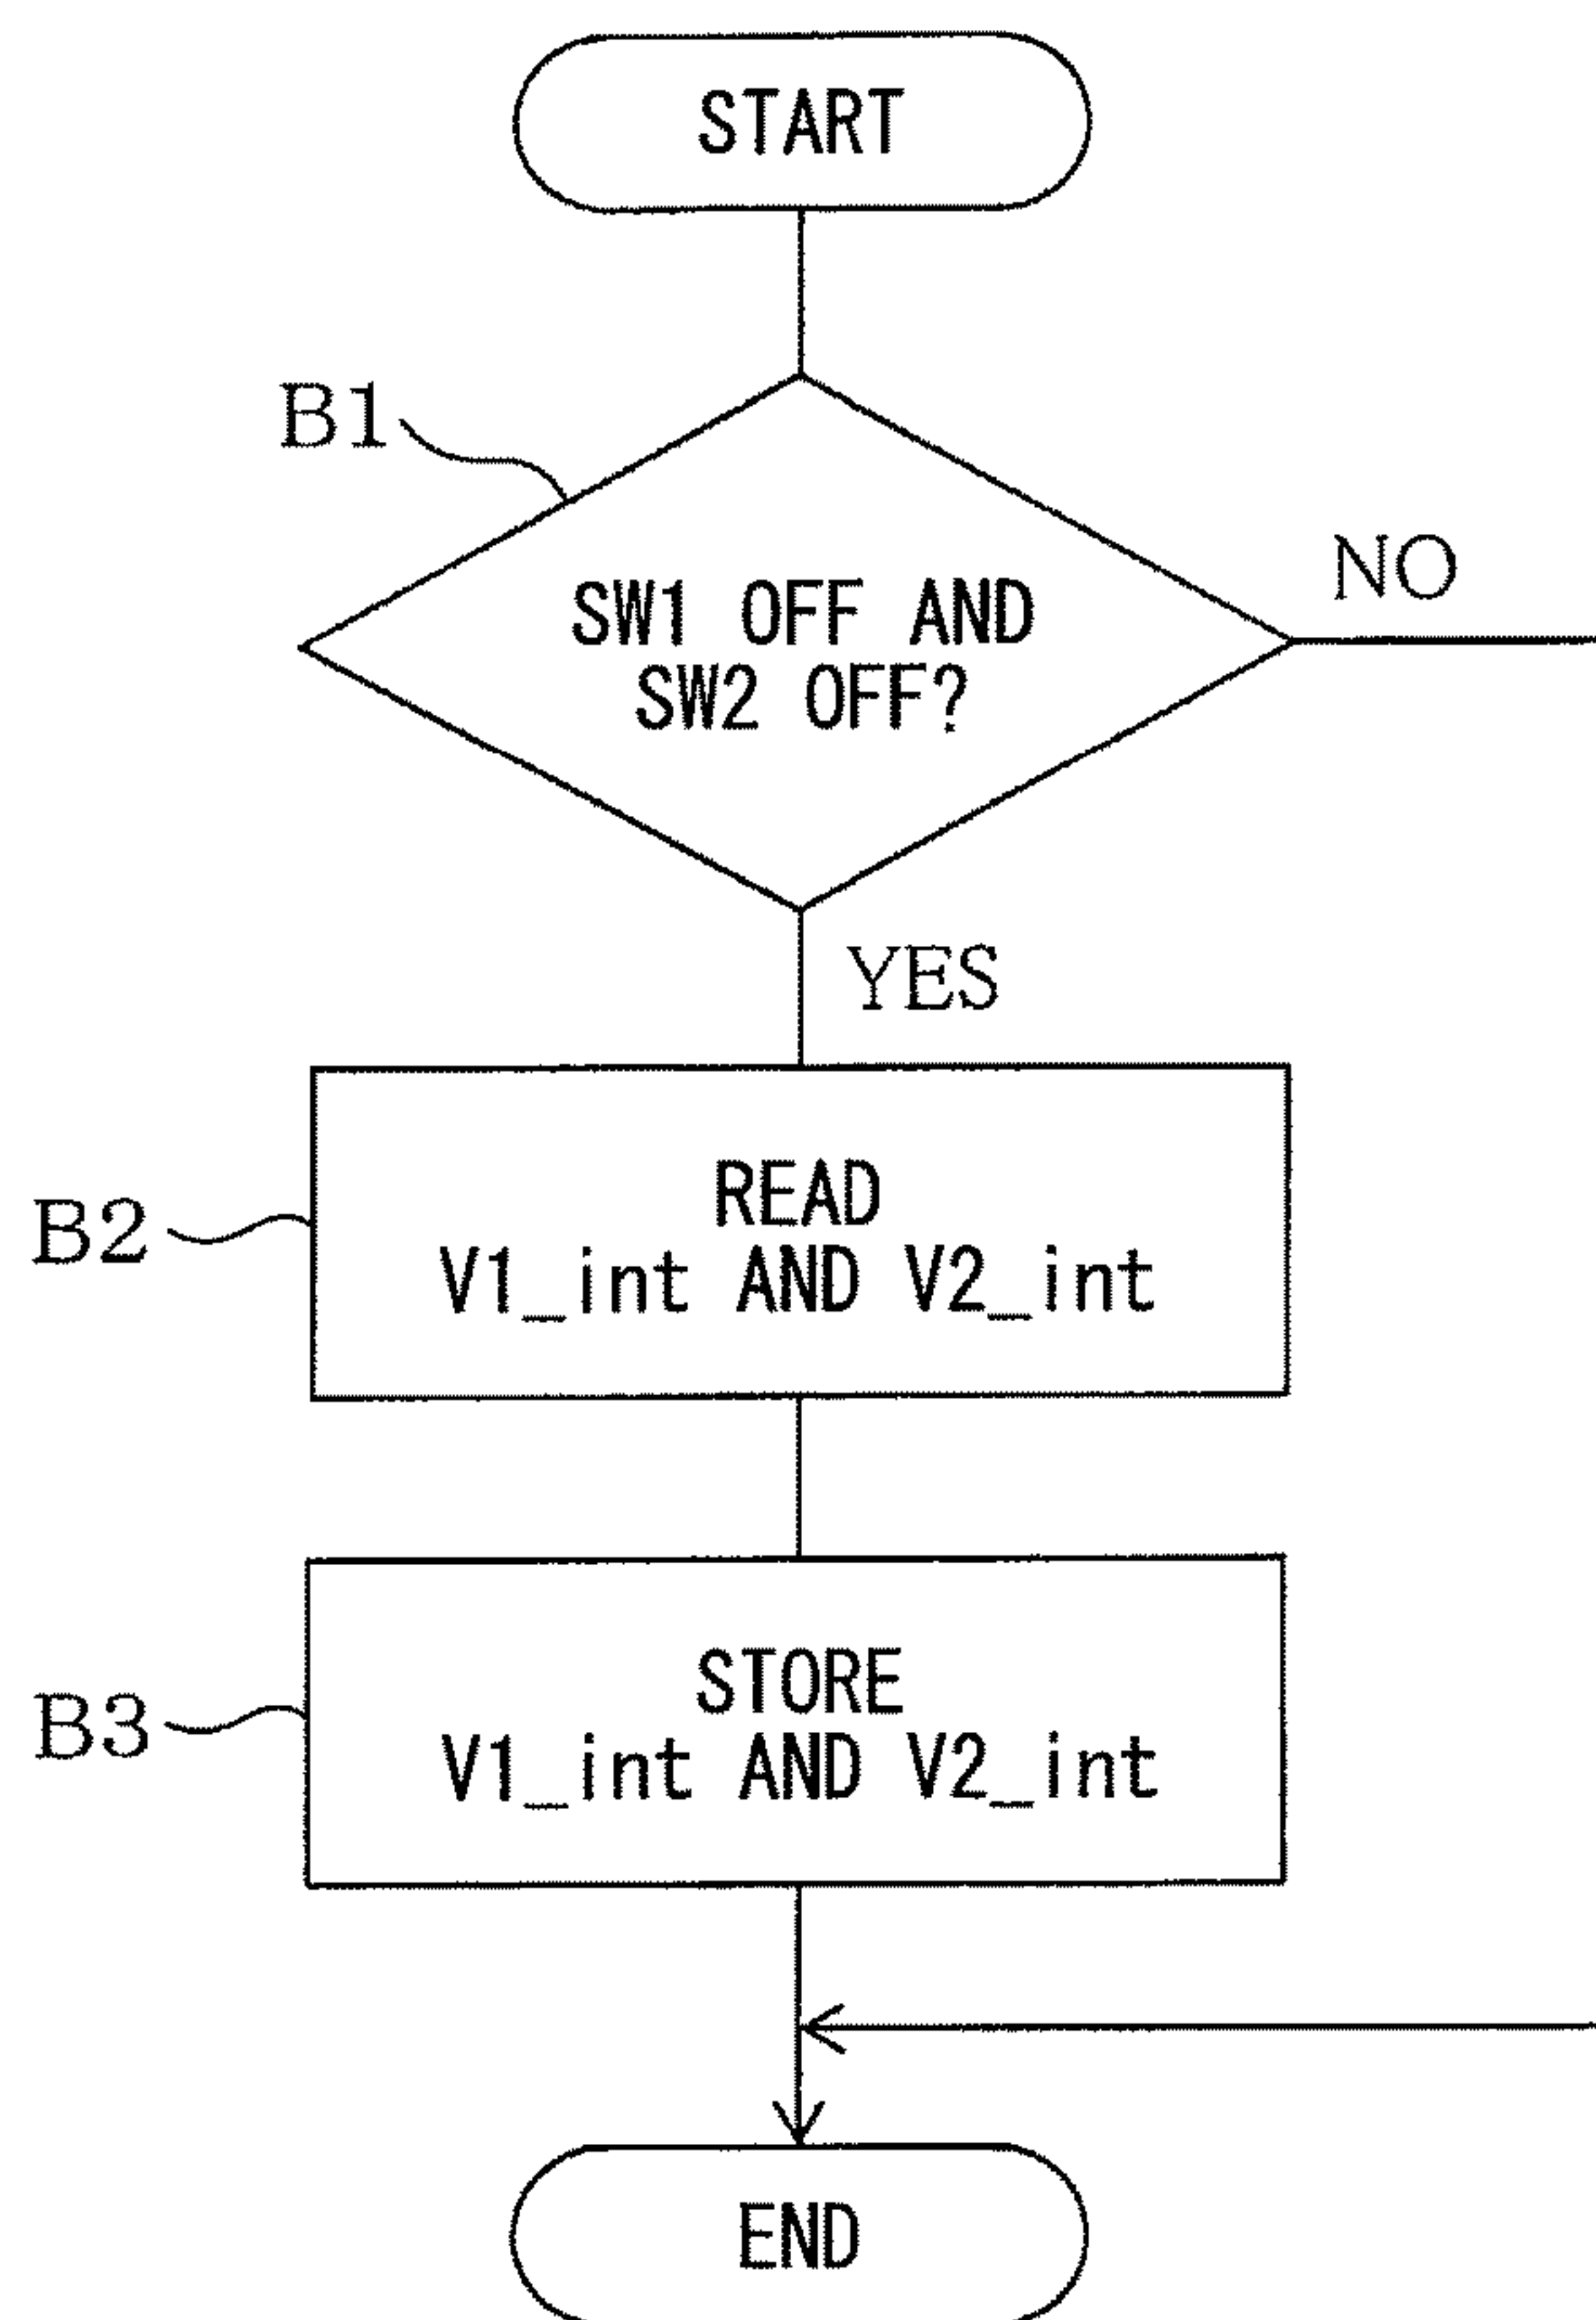 START
B1
SW1 OFF AND
SW2 OFF?
NO
YES
B2
READ
V1_int AND V2_int
B3
STORE
V1_int AND V2_int
END